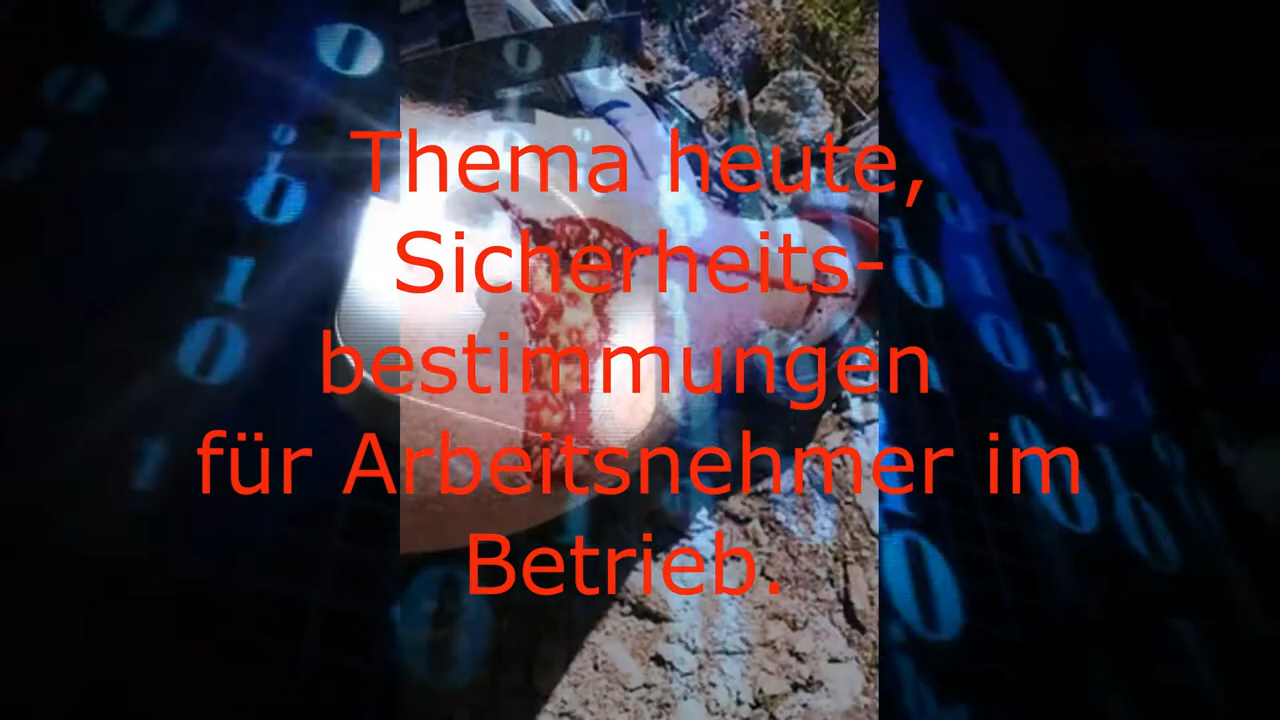 Thema heute,
Sicherheits-
bestimmungen
für Arbeitsnehmer im
Betrieb.